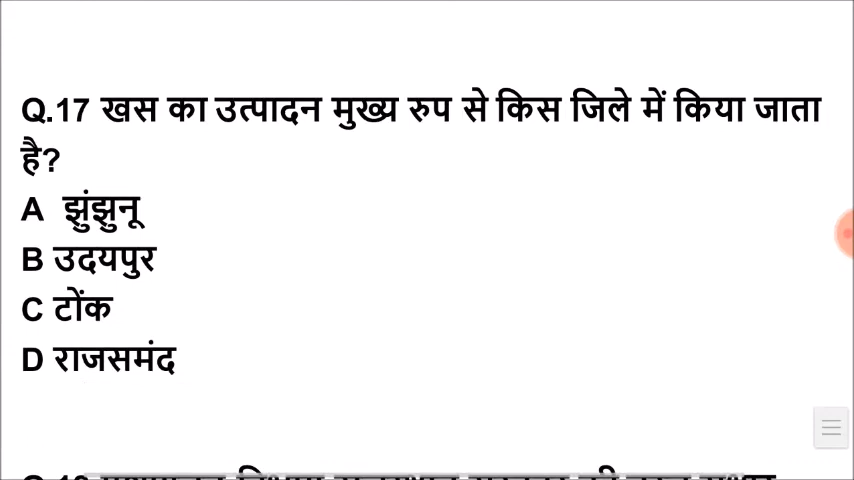 Q.17 खस का उत्पादन मुख्य रुप से किस जिले में किया जाता
है?
A झुंझुनू
B उदयपुर
C टोंक
D राजसमंद